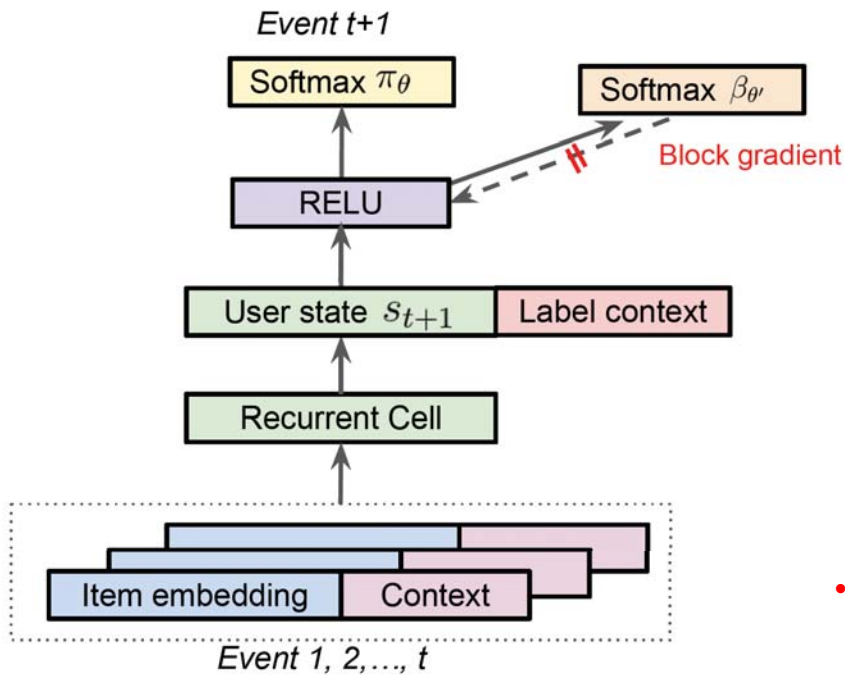 Event t+1
Softmax πθ
Softmax βθ′
Block gradient
RELU
User state st+1
Label context
Recurrent Cell
Item embedding
Context
Event 1, 2,..., t